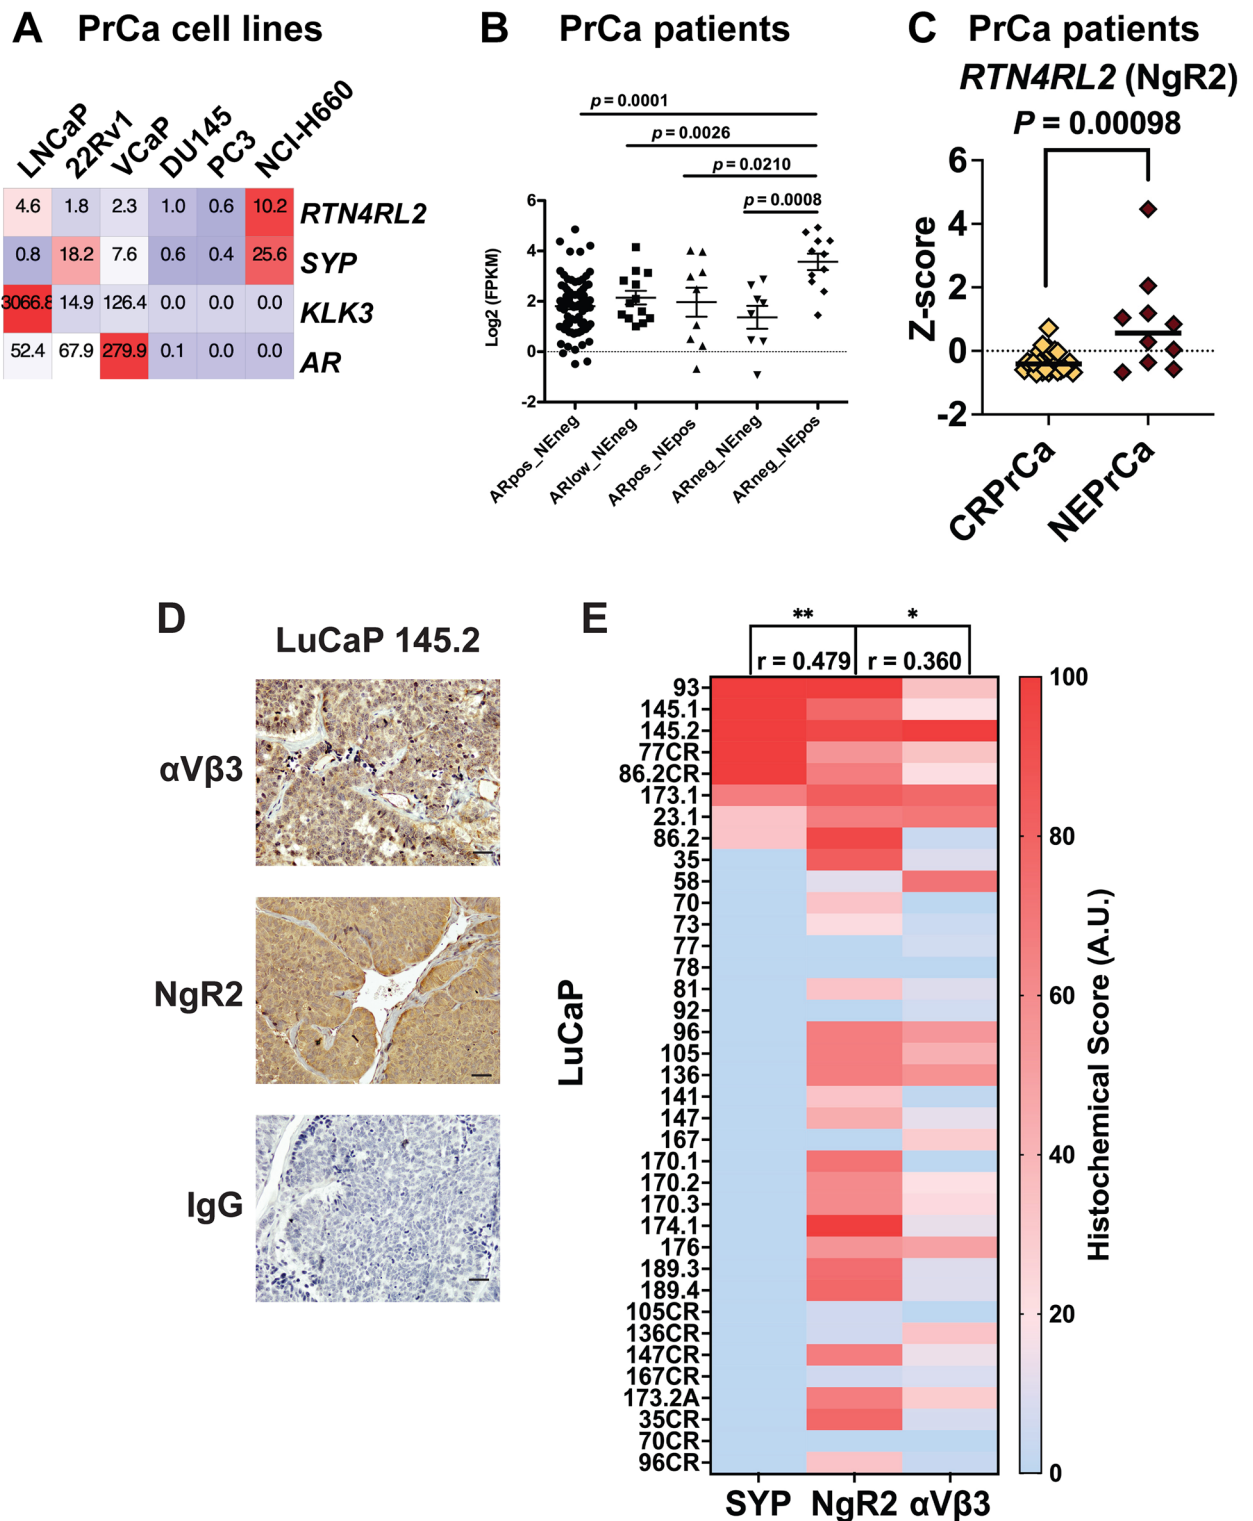 A PrCa cell lines
LNCaP 22Rv1 VCaP DU145 PC3 NCI-H660
4.6 1.8 2.3 1.0 0.6 10.2 RTN4RL2
0.8 18.2 7.6 0.6 0.4 25.6 SYP
3066.8 14.9 126.4 0.0 0.0 0.0 KLK3
52.4 67.9 279.9 0.1 0.0 0.0 AR
B PrCa patients
p = 0.0001
p = 0.0026
p = 0.0210
p = 0.0008
Log2 (FPKM)
6
4
2
0
-2
ARpos_NEneg
ARlow_NEneg
ARpos_NEpos
ARneg_NEneg
ARneg_NEpos
C PrCa patients
RTN4RL2 (NgR2)
P = 0.00098
Z-score
6
4
2
0
-2
CRPrCa
NEPrCa
D
LuCaP 145.2
αVβ3
NgR2
IgG
E
** *
r = 0.479 r = 0.360
LuCaP
93
145.1
145.2
77CR
86.2CR
173.1
23.1
86.2
35
58
70
73
77
78
81
92
96
105
136
141
147
167
170.1
170.2
170.3
174.1
176
189.3
189.4
105CR
136CR
147CR
167CR
173.2A
35CR
70CR
96CR
SYP NgR2 αVβ3
100
80
60
40
20
0
Histochemical Score (A.U.)